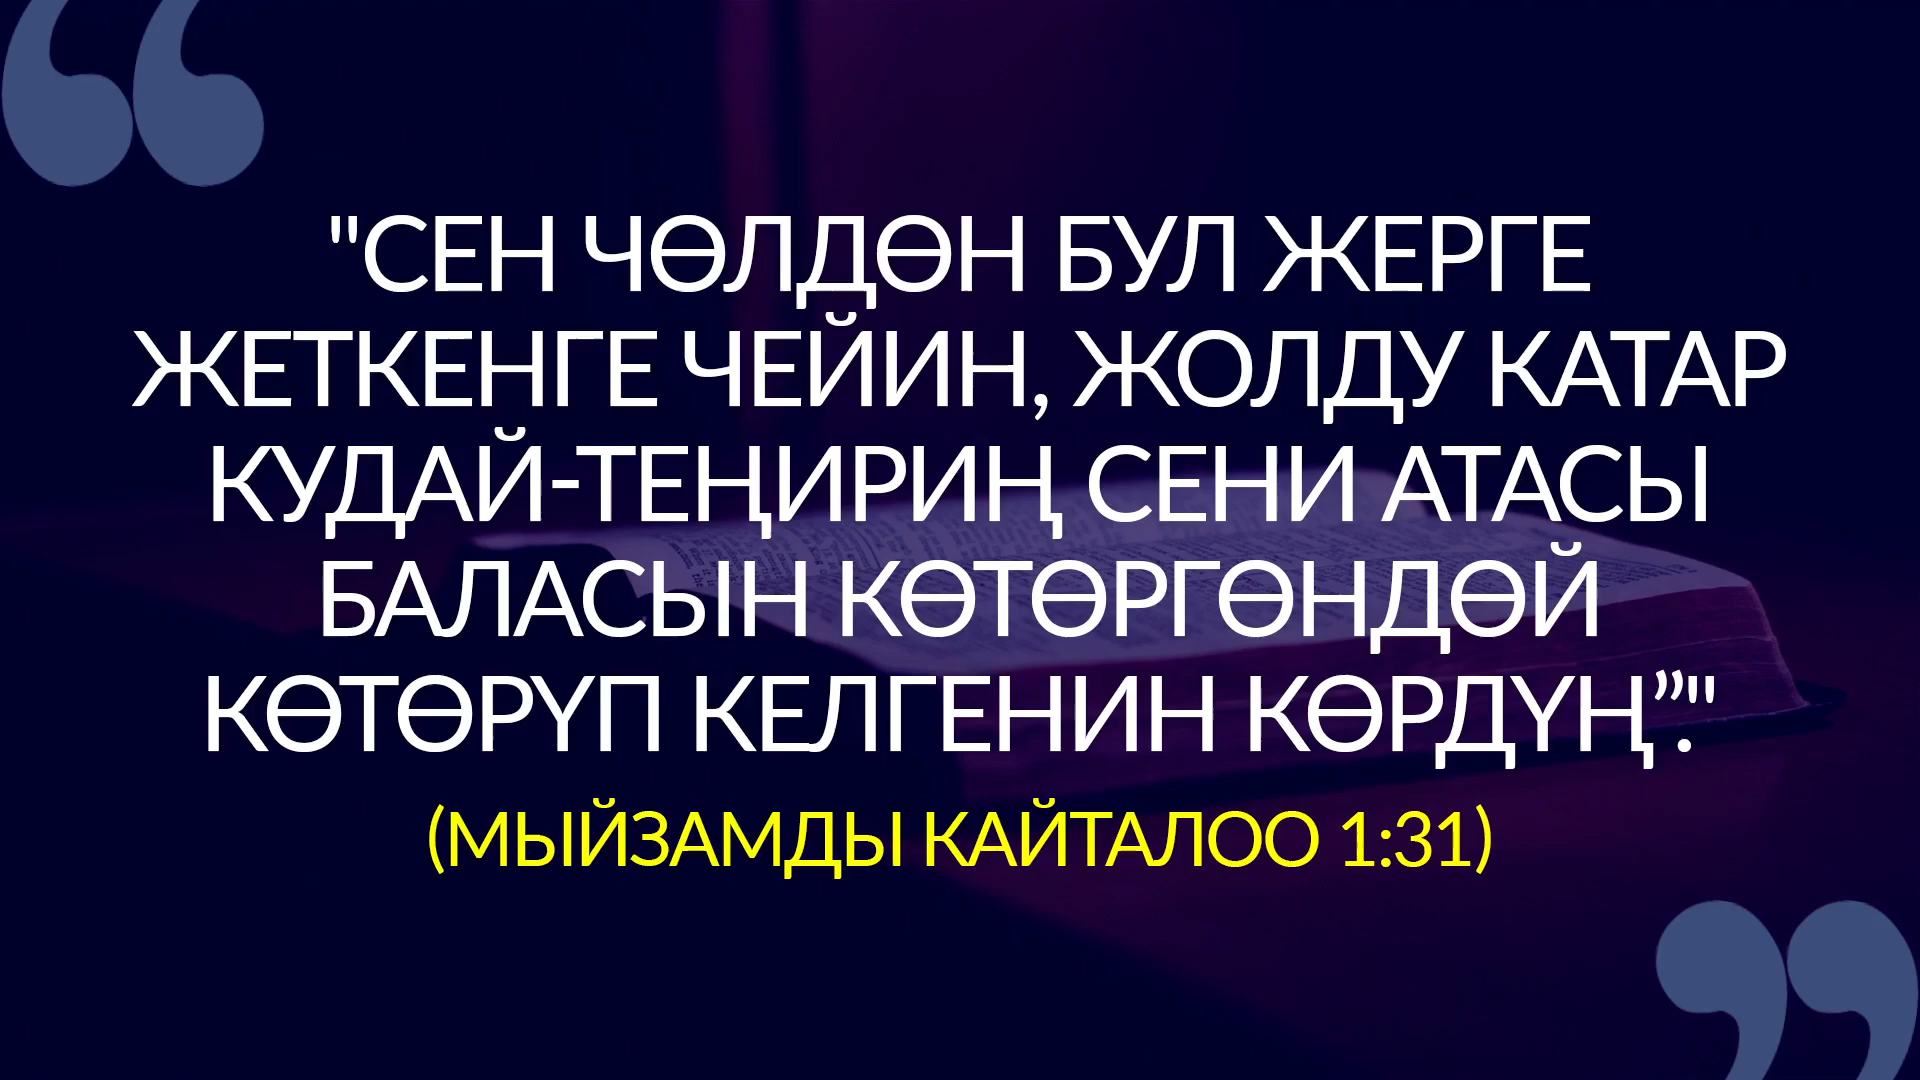 "СЕН ЧӨЛДӨН БУЛ ЖЕРГЕ
ЖЕТКЕНГЕ ЧЕЙИН, ЖОЛДУ КАТАР
КУДАЙ-ТЕҢИРИҢ СЕНИ АТАСЫ
БАЛАСЫН КӨТӨРГӨНДӨЙ
КӨТӨРҮП КЕЛГЕНИН КӨРДҮҢ”."
(МЫЙЗАМДЫ КАЙТАЛОО 1:31)